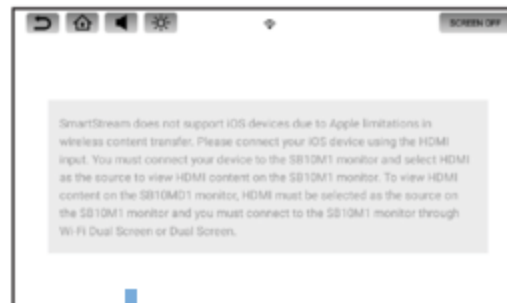 SCREEN OFF
SmartStream does not support iOS devices due to Apple limitations in
wireless content transfer. Please connect your iOS device using the HDMI
input. You must connect your device to the SB10M1 monitor and select HDMI
as the source to view HDMI content on the SB10M1 monitor. To view HDMI
content on the SB10MD1 monitor, HDMI must be selected as the source on
the SB10M1 monitor and you must connect to the SB10M1 monitor through
Wi-Fi Dual Screen or Dual Screen.